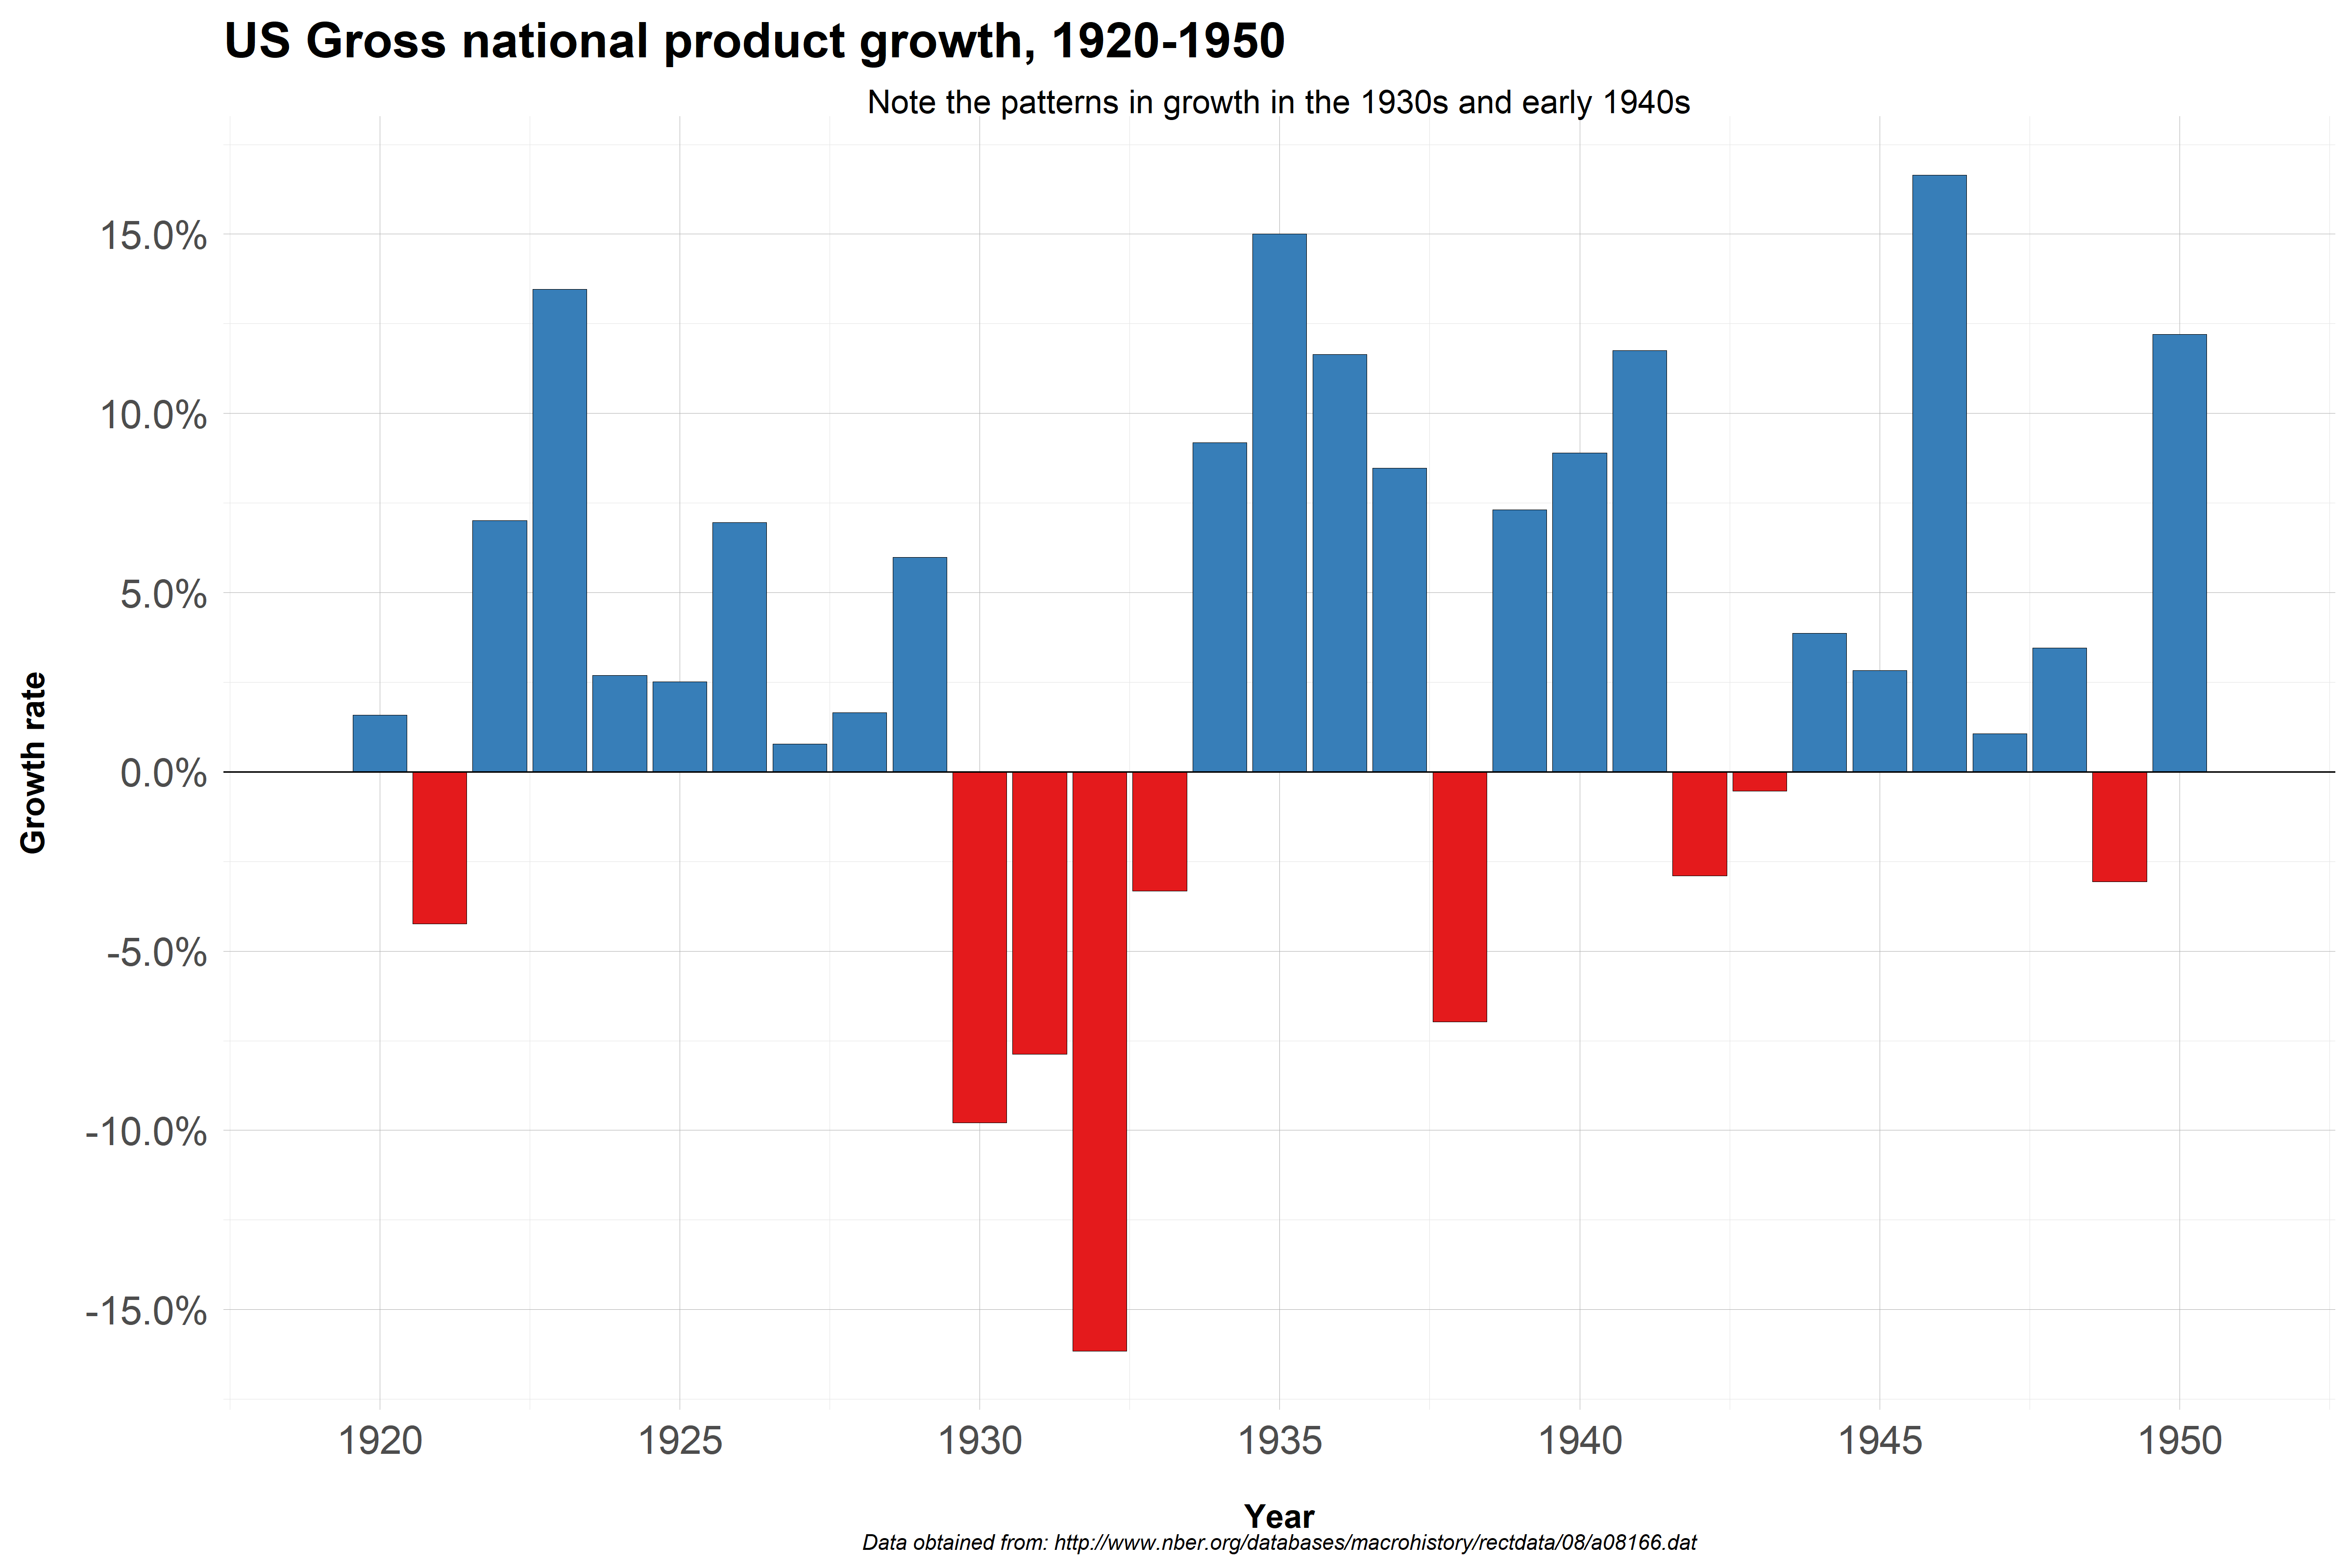 US Gross national product growth, 1920-1950
Note the patterns in growth in the 1930s and early 1940s
15.0%
10.0%
5.0%
0.0%
-5.0%
-10.0%
-15.0%
Growth rate
1920 1925 1930 1935 1940 1945 1950
Year
Data obtained from: http://www.nber.org/databases/macrohistory/rectdata/08/a08166.dat